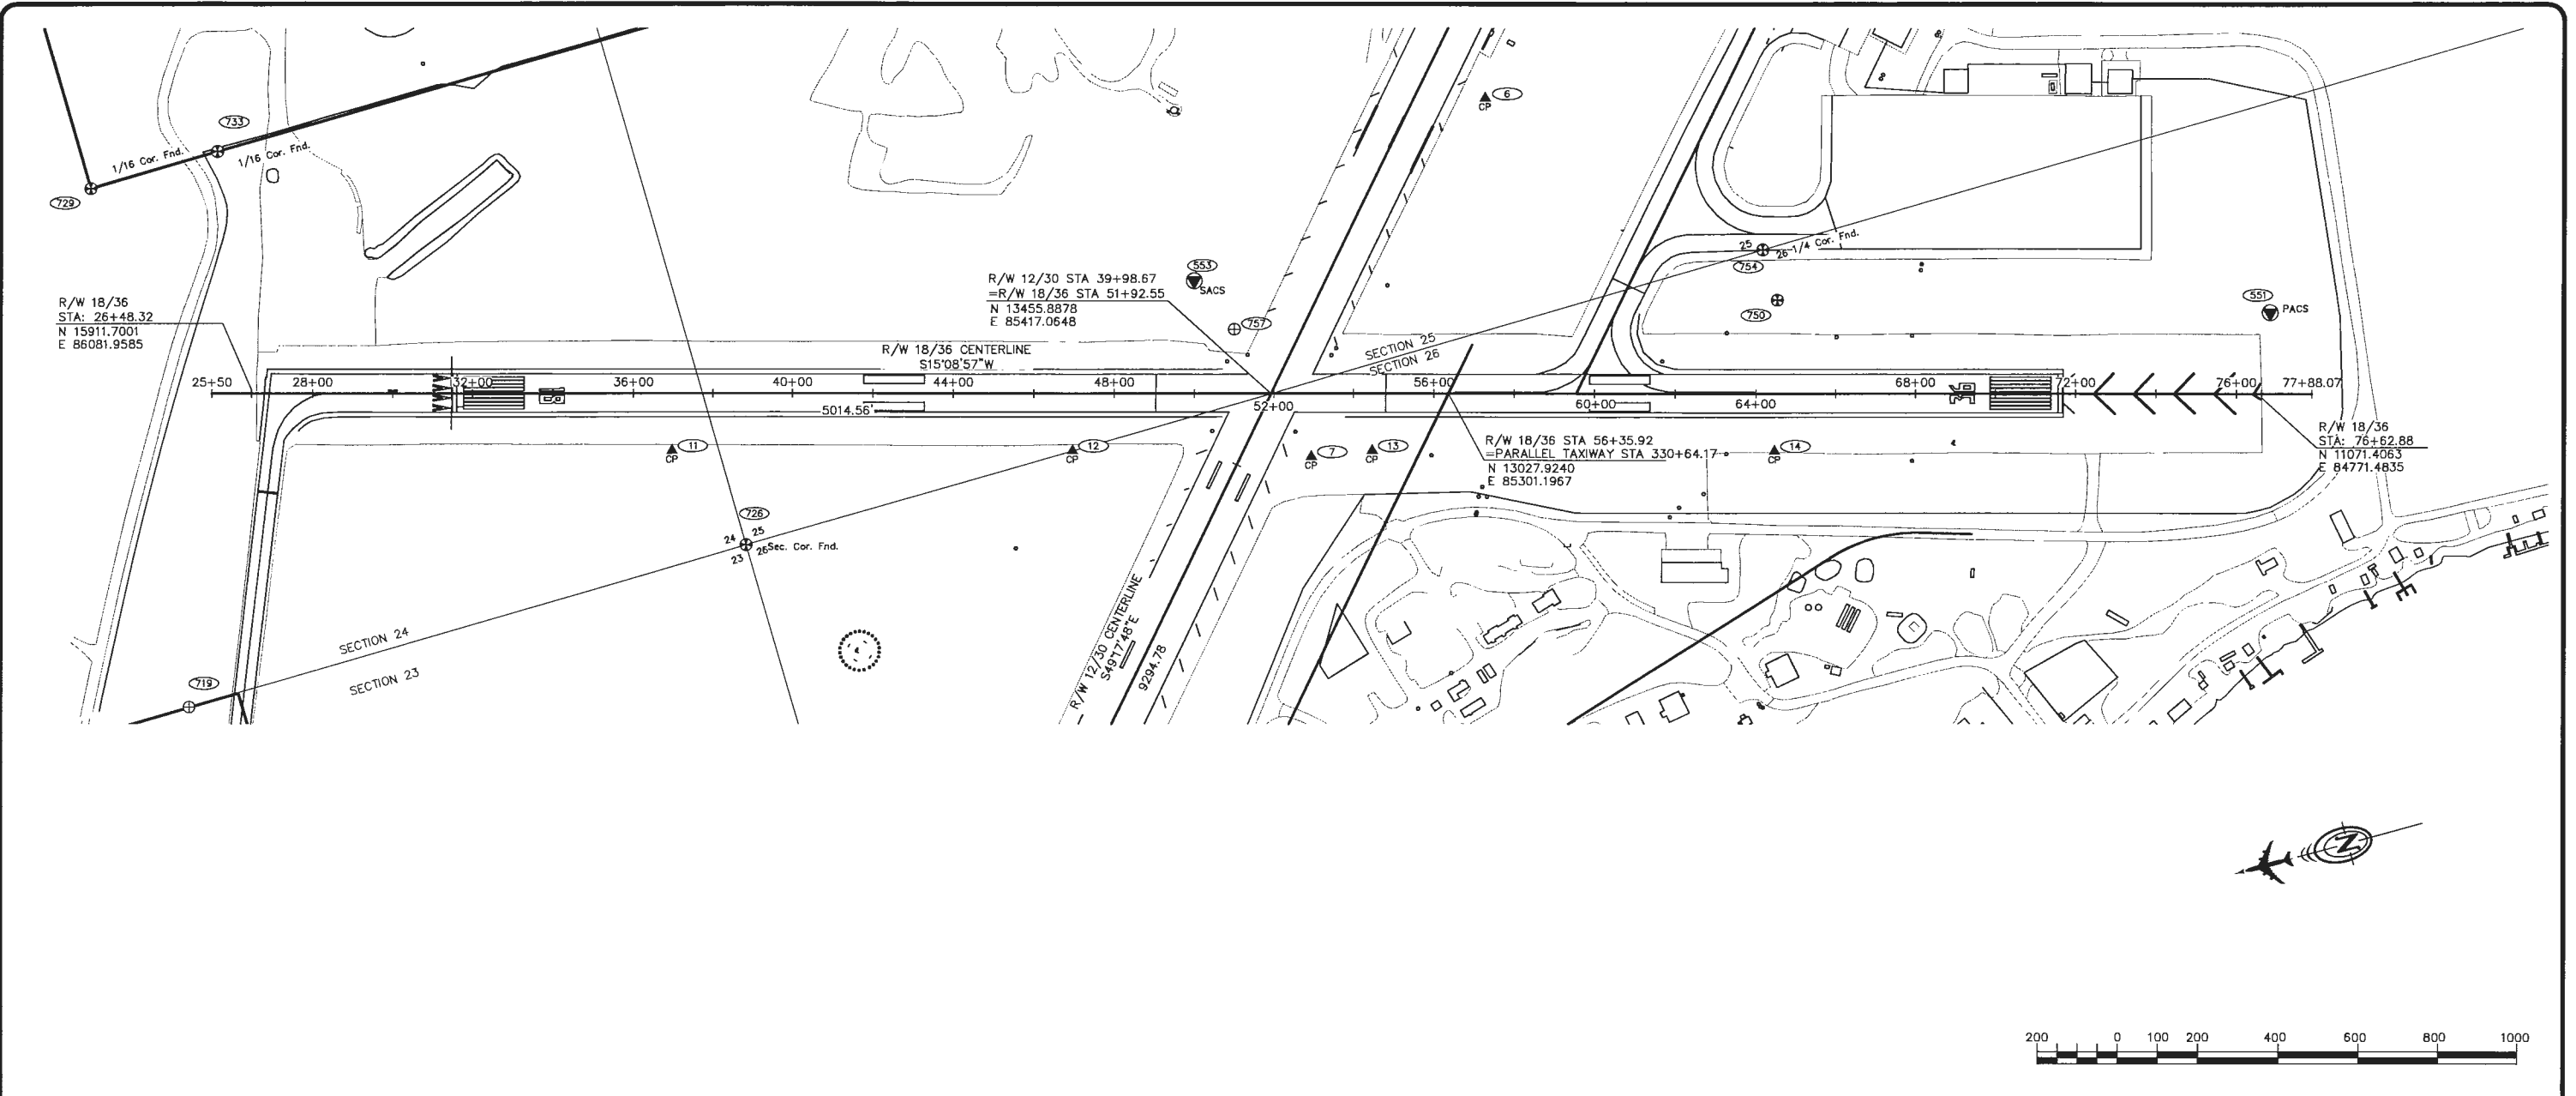 6
CP
733
1/16 Cor. Fnd.
1/16 Cor. Fnd.
729
25
26
1/4 Cor. Fnd.
754
553
SACS
R/W 12/30 STA 39+98.67
=R/W 18/36 STA 51+92.55
N 13455.8878
E 85417.0648
551
PACS
R/W 18/36
STA: 26+48.32
N 15911.7001
E 86081.9585
750
757
SECTION 25
SECTION 26
R/W 18/36 CENTERLINE
S15°08'57"W
25+50
28+00
32+00
36+00
40+00
44+00
48+00
52+00
56+00
60+00
64+00
68+00
72+00
76+00
77+88.07
18
36
5014.56'
11
CP
12
CP
7
CP
13
CP
14
CP
R/W 18/36 STA 56+35.92
=PARALLEL TAXIWAY STA 330+64.17
N 13027.9240
E 85301.1967
R/W 18/36
STA: 76+62.88
N 11071.4063
E 84771.4835
726
24
25
23
26
Sec. Cor. Fnd.
R/W 12/30 CENTERLINE
S49°17'48"E
9294.78
SECTION 24
SECTION 23
719
N
200
0
100
200
400
600
800
1000